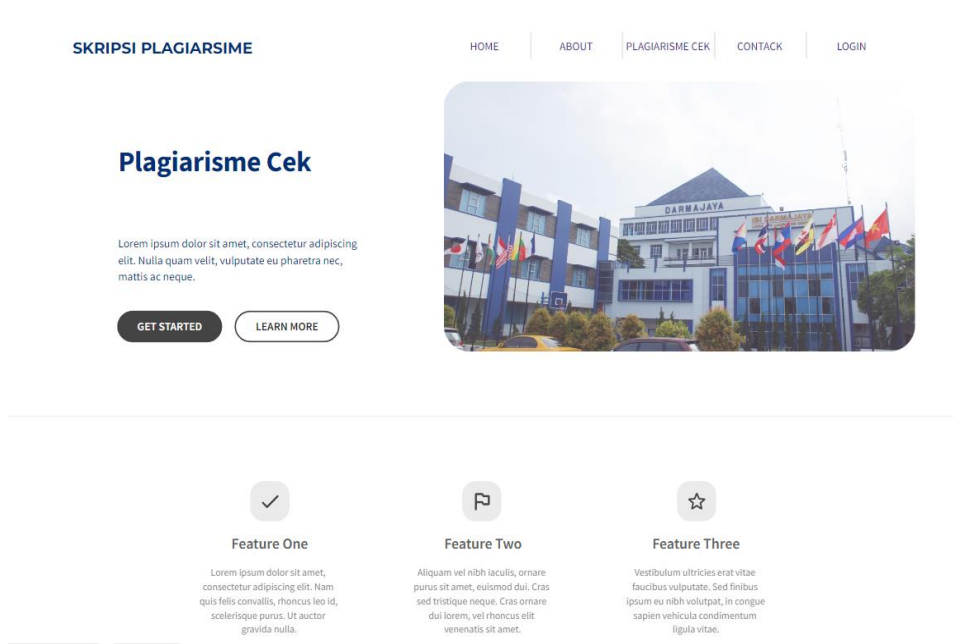 SKRIPSI PLAGIARSIME
HOME
ABOUT
PLAGIARISME CEK
CONTACK
LOGIN
DARMAJAYA
IBI DARMAJAYA
Plagiarisme Cek
Lorem ipsum dolor sit amet, consectetur adipiscing
elit. Nulla quam velit, vulputate eu pharetra nec,
mattis ac neque.
GET STARTED
LEARN MORE
Feature One
Lorem ipsum dolor sit amet,
consectetur adipiscing elit. Nam
quis felis convallis, rhoncus leo id,
scelerisque purus. Ut auctor
gravida nulla.
Feature Two
Aliquam vel nibh iaculis, ornare
purus sit amet, euismod dui. Cras
sed tristique neque. Cras ornare
dui lorem, vel rhoncus elit
venenatis sit amet.
Feature Three
Vestibulum ultricies erat vitae
faucibus vulputate. Sed finibus
ipsum eu nibh volutpat, in congue
sapien vehicula condimentum
ligula vitae.